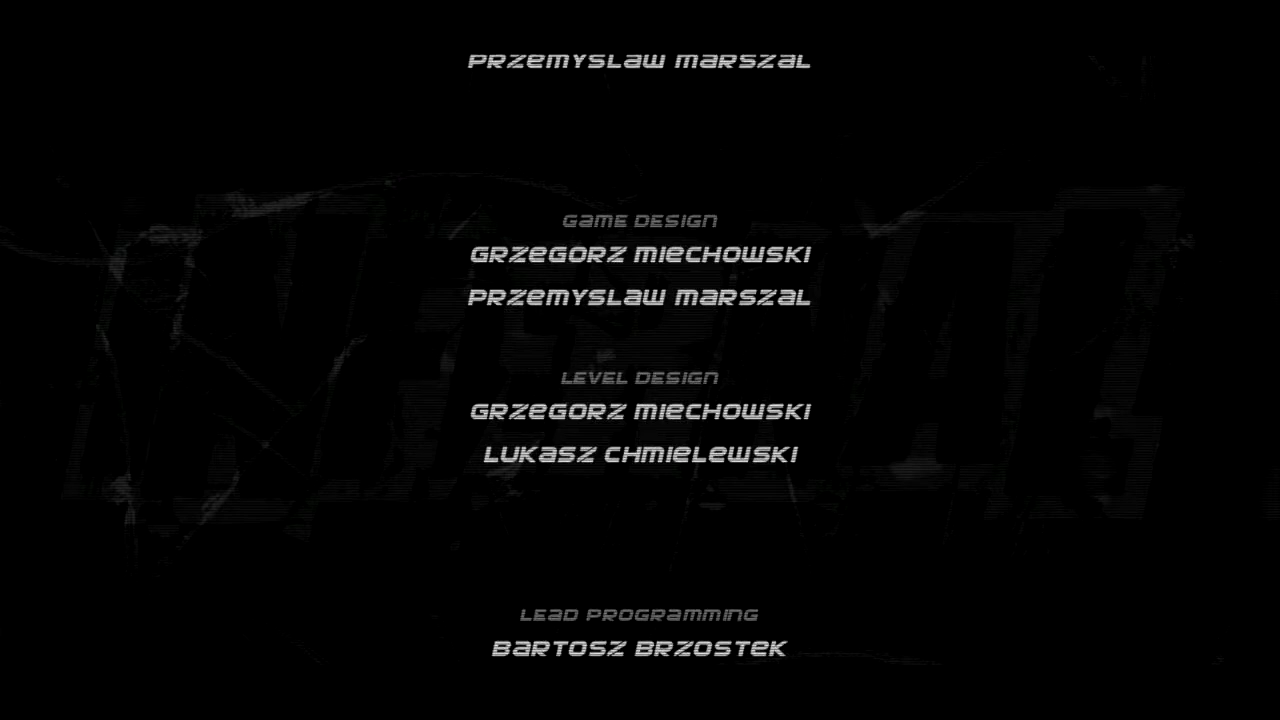 PRZEMYSLAW MARSZAL
GAME DESIGN
GRZEGORZ MIECHOWSKI
PRZEMYSLAW MARSZAL
LEVEL DESIGN
GRZEGORZ MIECHOWSKI
LUKASZ CHMIELEWSKI
LEAD PROGRAMMING
BARTOSZ BRZOSTEK